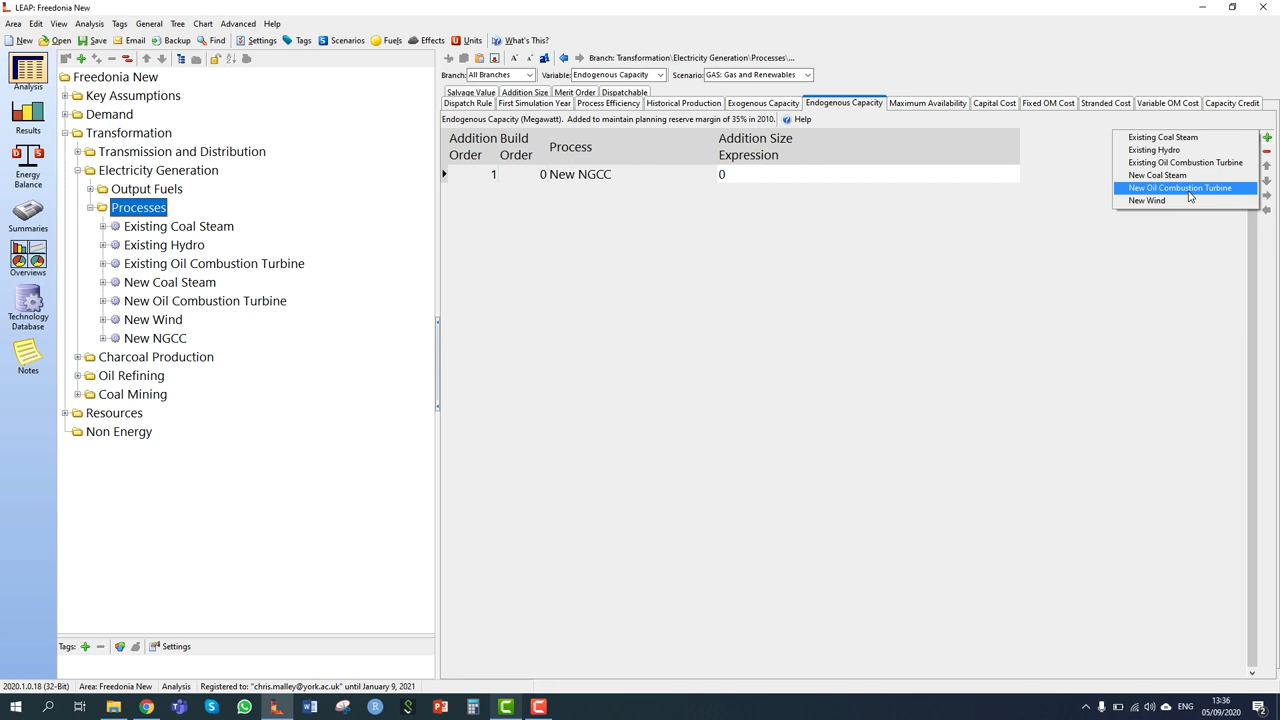 LEAP: Freedonia New
Area Edit View Analysis Tags General Tree Chart Advanced Help
New Open Save Email Backup Find Settings Tags Scenarios Fuels Effects Units What's This?
Analysis
Results
Energy
Balance
Summaries
Overviews
Technology
Database
Notes
Freedonia New
Key Assumptions
Demand
Transformation
Transmission and Distribution
Electricity Generation
Output Fuels
Processes
Existing Coal Steam
Existing Hydro
Existing Oil Combustion Turbine
New Coal Steam
New Oil Combustion Turbine
New Wind
New NGCC
Charcoal Production
Oil Refining
Coal Mining
Resources
Non Energy
Tags: Settings
Branch: Transformation\Electricity Generation\Processes\...
Branch: All Branches Variable: Endogenous Capacity Scenario: GAS: Gas and Renewables
Salvage Value Addition Size Merit Order Dispatchable
Dispatch Rule First Simulation Year Process Efficiency Historical Production Exogenous Capacity Endogenous Capacity Maximum Availability Capital Cost Fixed OM Cost Stranded Cost Variable OM Cost Capacity Credit
Endogenous Capacity (Megawatt). Added to maintain planning reserve margin of 35% in 2010. Help
Addition Build Addition Size
Order Order Process Expression
1 0 New NGCC 0
Existing Coal Steam
Existing Hydro
Existing Oil Combustion Turbine
New Coal Steam
New Oil Combustion Turbine
New Wind
2020.1.0.18 (32-Bit) Area: Freedonia New Analysis Registered to: "chris.malley@york.ac.uk" until January 9, 2021
ENG
13:36
05/09/2020
2